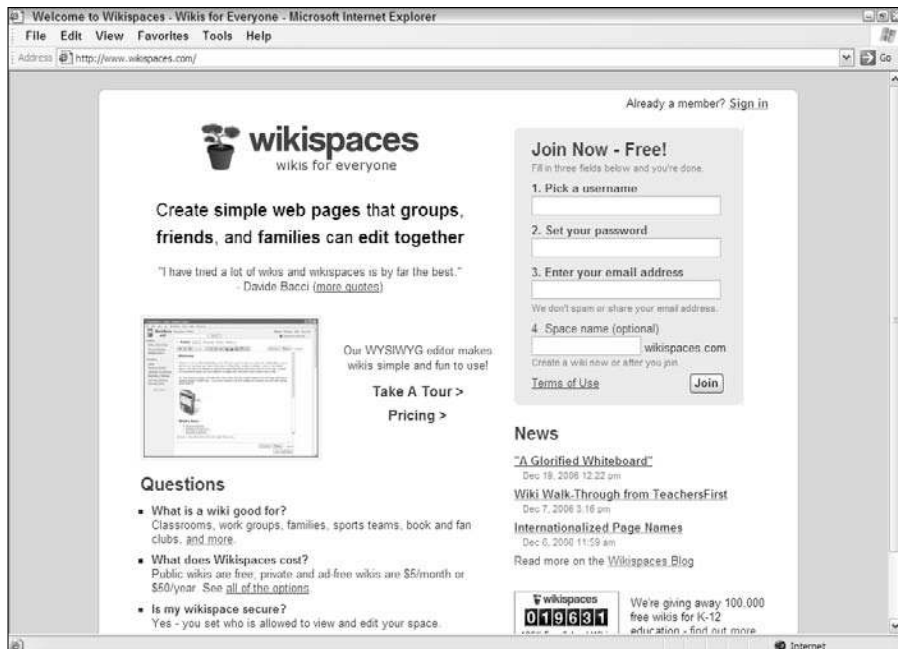 Welcome to Wikispaces - Wikis for Everyone - Microsoft Internet Explorer
File Edit View Favorites Tools Help
Address http://www.wikispaces.com/ Go
Already a member? Sign in
wikispaces
wikis for everyone
Create simple web pages that groups,
friends, and families can edit together
"I have tried a lot of wikis and wikispaces is by far the best."
- Davide Bacci (more quotes)
Our WYSIWYG editor makes
wikis simple and fun to use!
Take A Tour >
Pricing >
Questions
What is a wiki good for?
Classrooms, work groups, families, sports teams, book and fan
clubs, and more.
What does Wikispaces cost?
Public wikis are free; private and ad-free wikis are $5/month or
$50/year. See all of the options
Is my wikispace secure?
Yes - you set who is allowed to view and edit your space.
Join Now - Free!
Fill in three fields below and you're done.
1. Pick a username
2. Set your password
3. Enter your email address
We don't spam or share your email address.
4. Space name (optional)
wikispaces.com
Create a wiki now or after you join.
Terms of Use Join
News
"A Glorified Whiteboard"
Dec 19, 2006 12:22 pm
Wiki Walk-Through from TeachersFirst
Dec 7, 2006 3:16 pm
Internationalized Page Names
Dec 6, 2006 11:59 am
Read more on the Wikispaces Blog
wikispaces
019631
We're giving away 100,000
free wikis for K-12
education - find out more
Internet